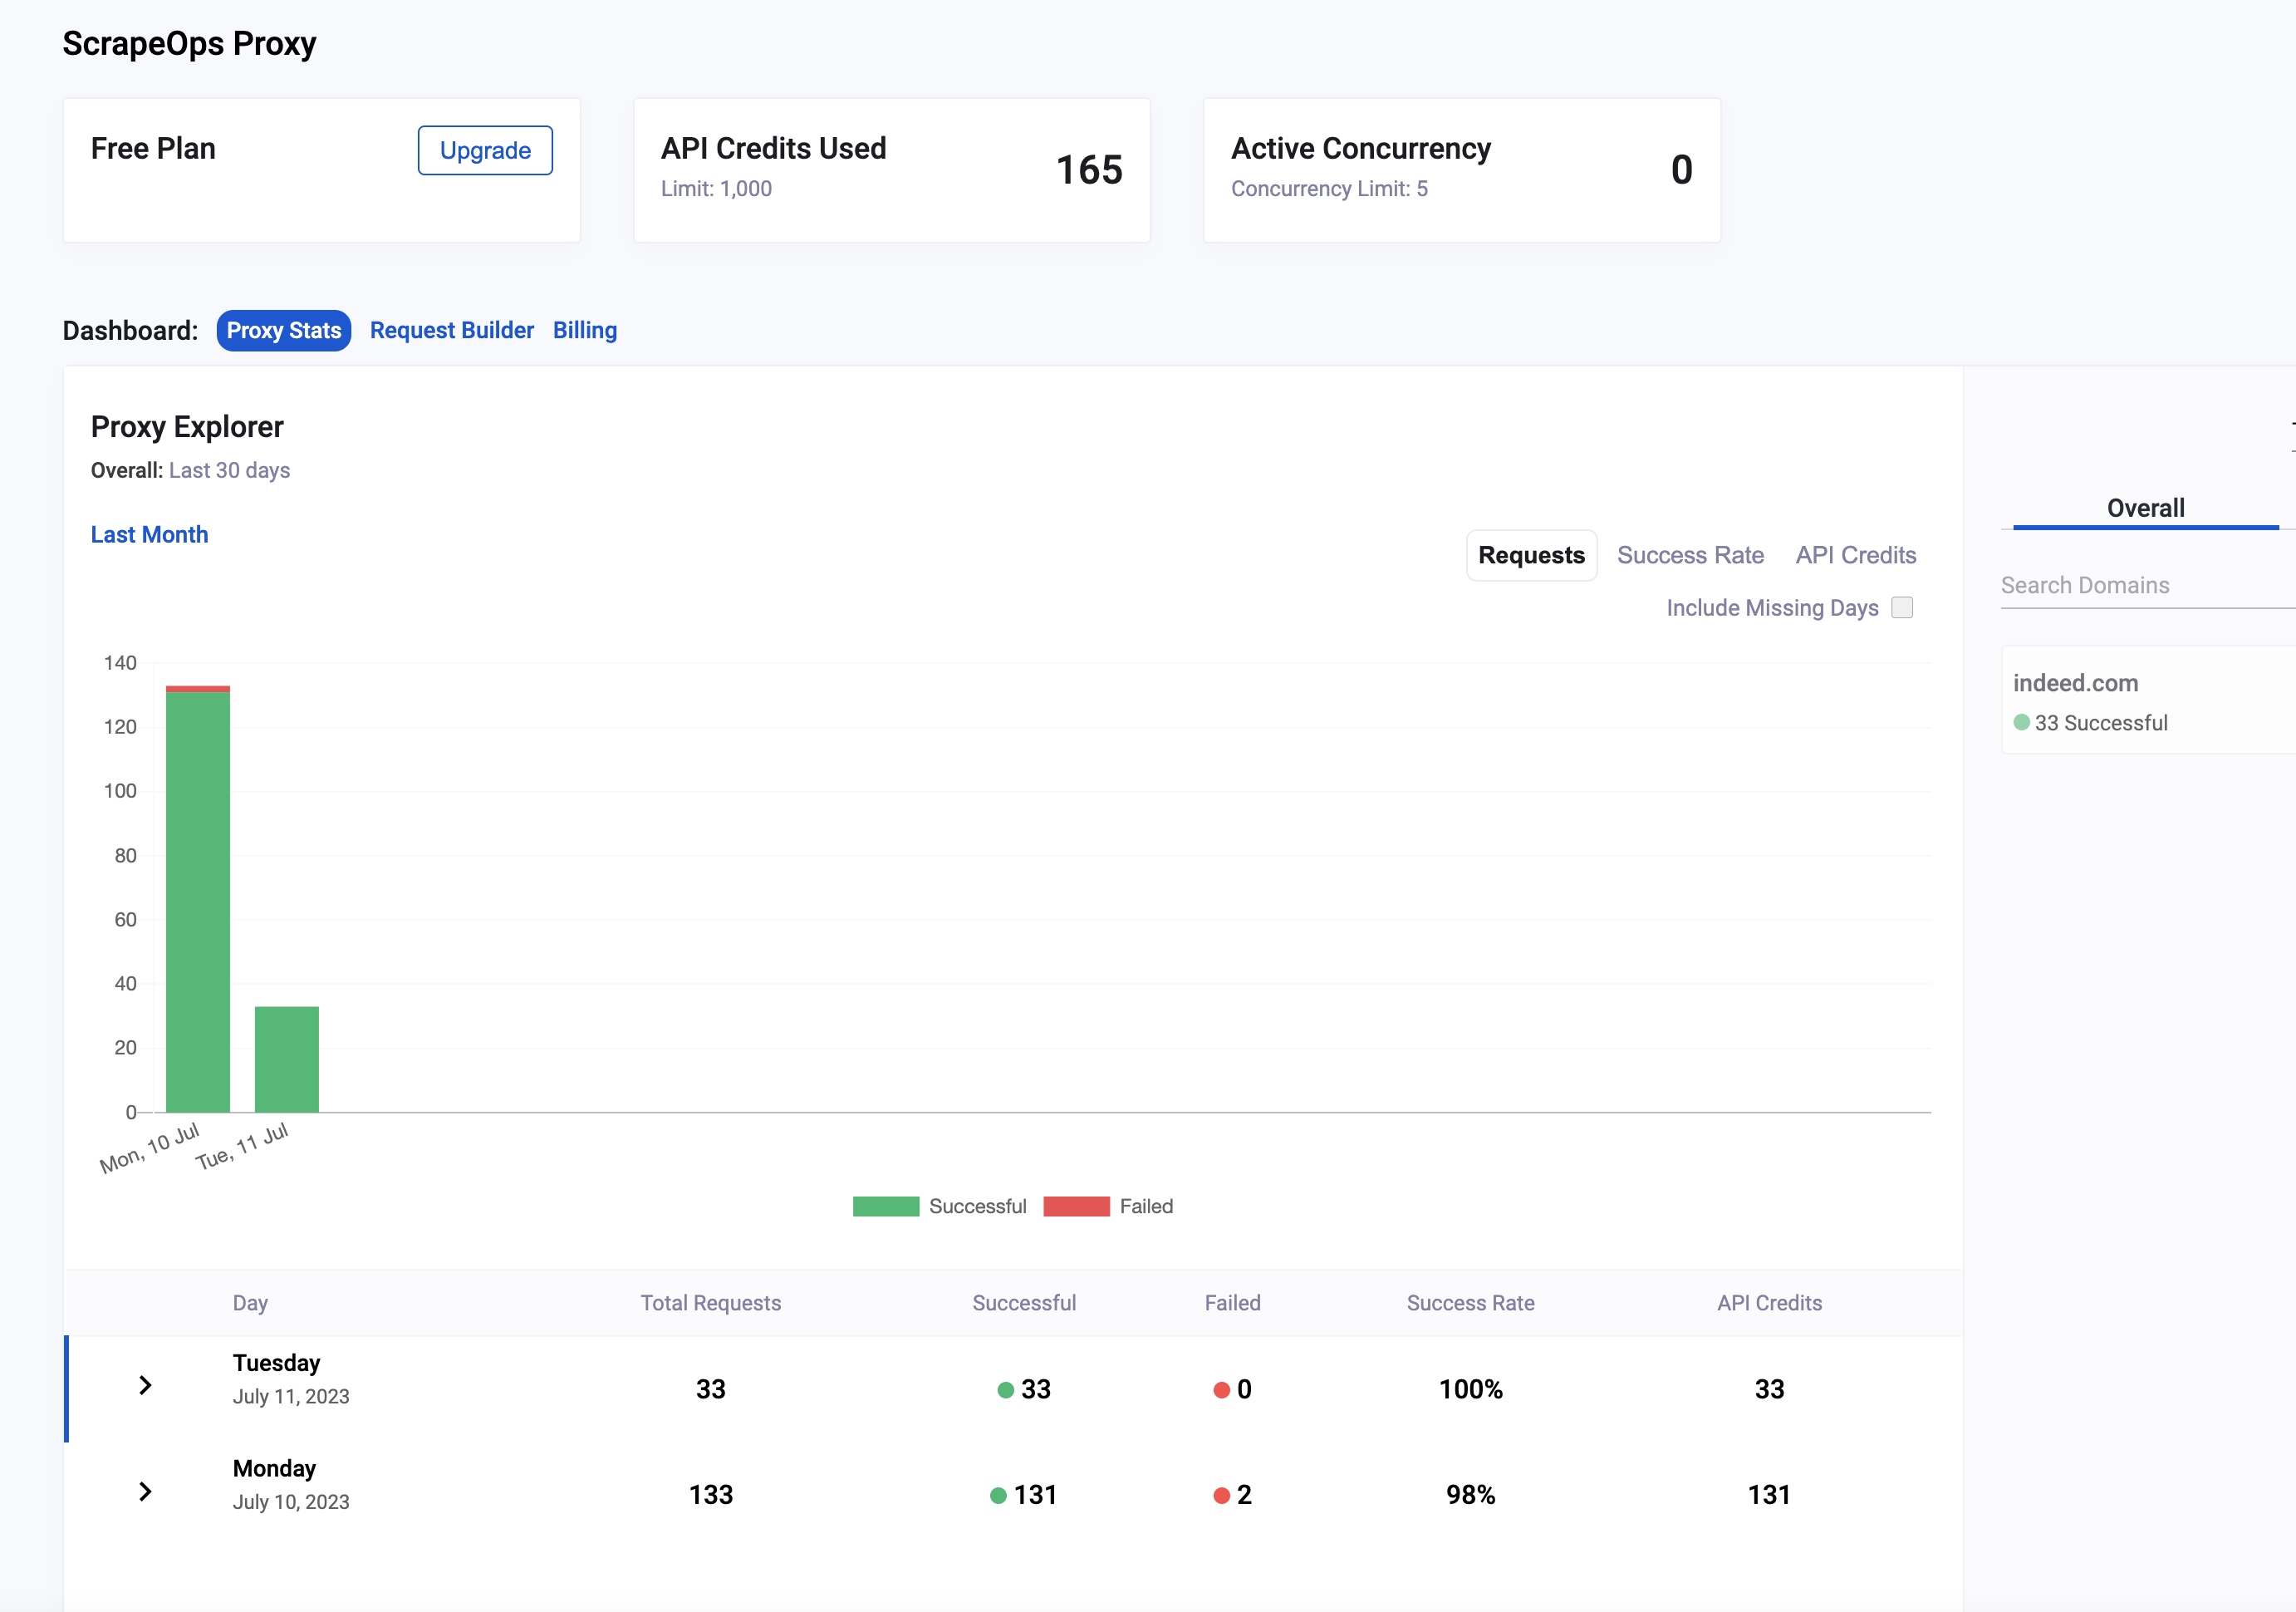 ScrapeOps Proxy
Free Plan
Upgrade
API Credits Used
Limit: 1,000
165
Active Concurrency
Concurrency Limit: 5
0
Dashboard: Proxy Stats Request Builder Billing
Proxy Explorer
Overall: Last 30 days
Last Month
Requests Success Rate API Credits
Include Missing Days
140
120
100
80
60
40
20
0
Mon, 10 Jul
Tue, 11 Jul
Successful Failed
Day Total Requests Successful Failed Success Rate API Credits
Tuesday
July 11, 2023
33 33 0 100% 33
Monday
July 10, 2023
133 131 2 98% 131
Overall
Search Domains
indeed.com
33 Successful